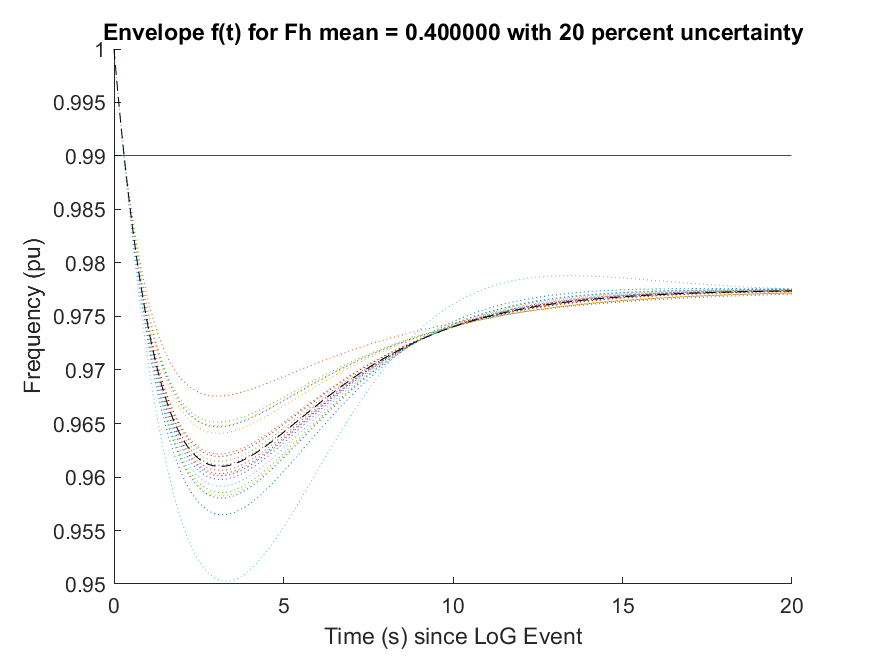 Envelope f(t) for Fh mean = 0.400000 with 20 percent uncertainty
1
0.995
0.99
0.985
0.98
0.975
0.97
0.965
0.96
0.955
0.95
Frequency (pu)
0 5 10 15 20
Time (s) since LoG Event